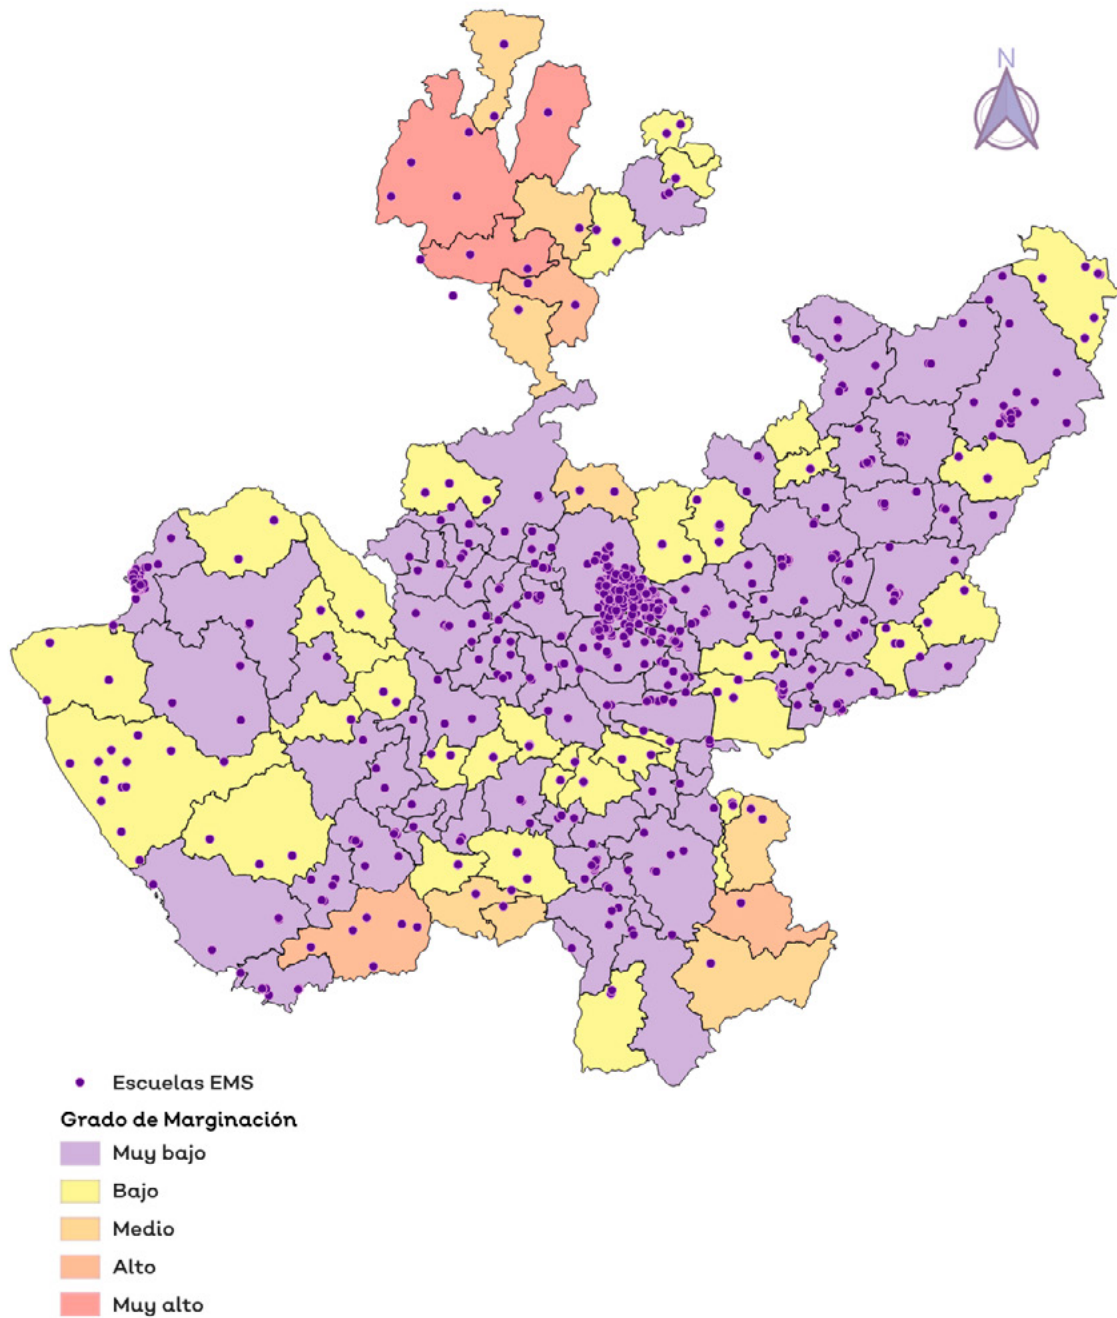 N
Escuelas EMS
Grado de Marginación
Muy bajo
Bajo
Medio
Alto
Muy alto